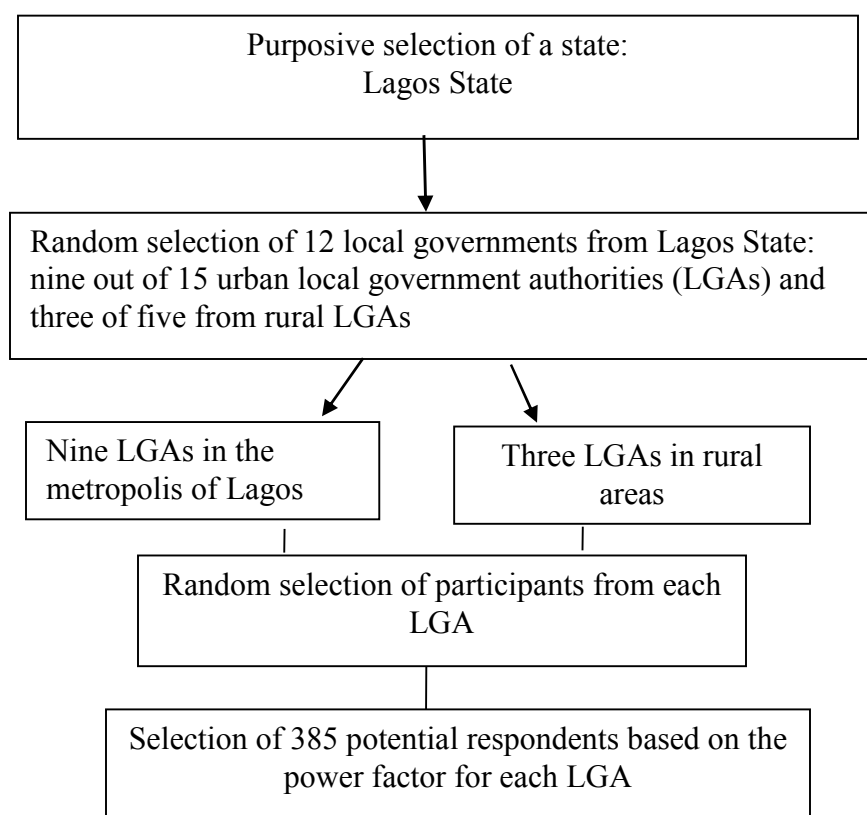 Purposive selection of a state:
Lagos State
Random selection of 12 local governments from Lagos State:
nine out of 15 urban local government authorities (LGAs) and
three of five from rural LGAs
Nine LGAs in the
metropolis of Lagos
Three LGAs in rural
areas
Random selection of participants from each
LGA
Selection of 385 potential respondents based on the
power factor for each LGA